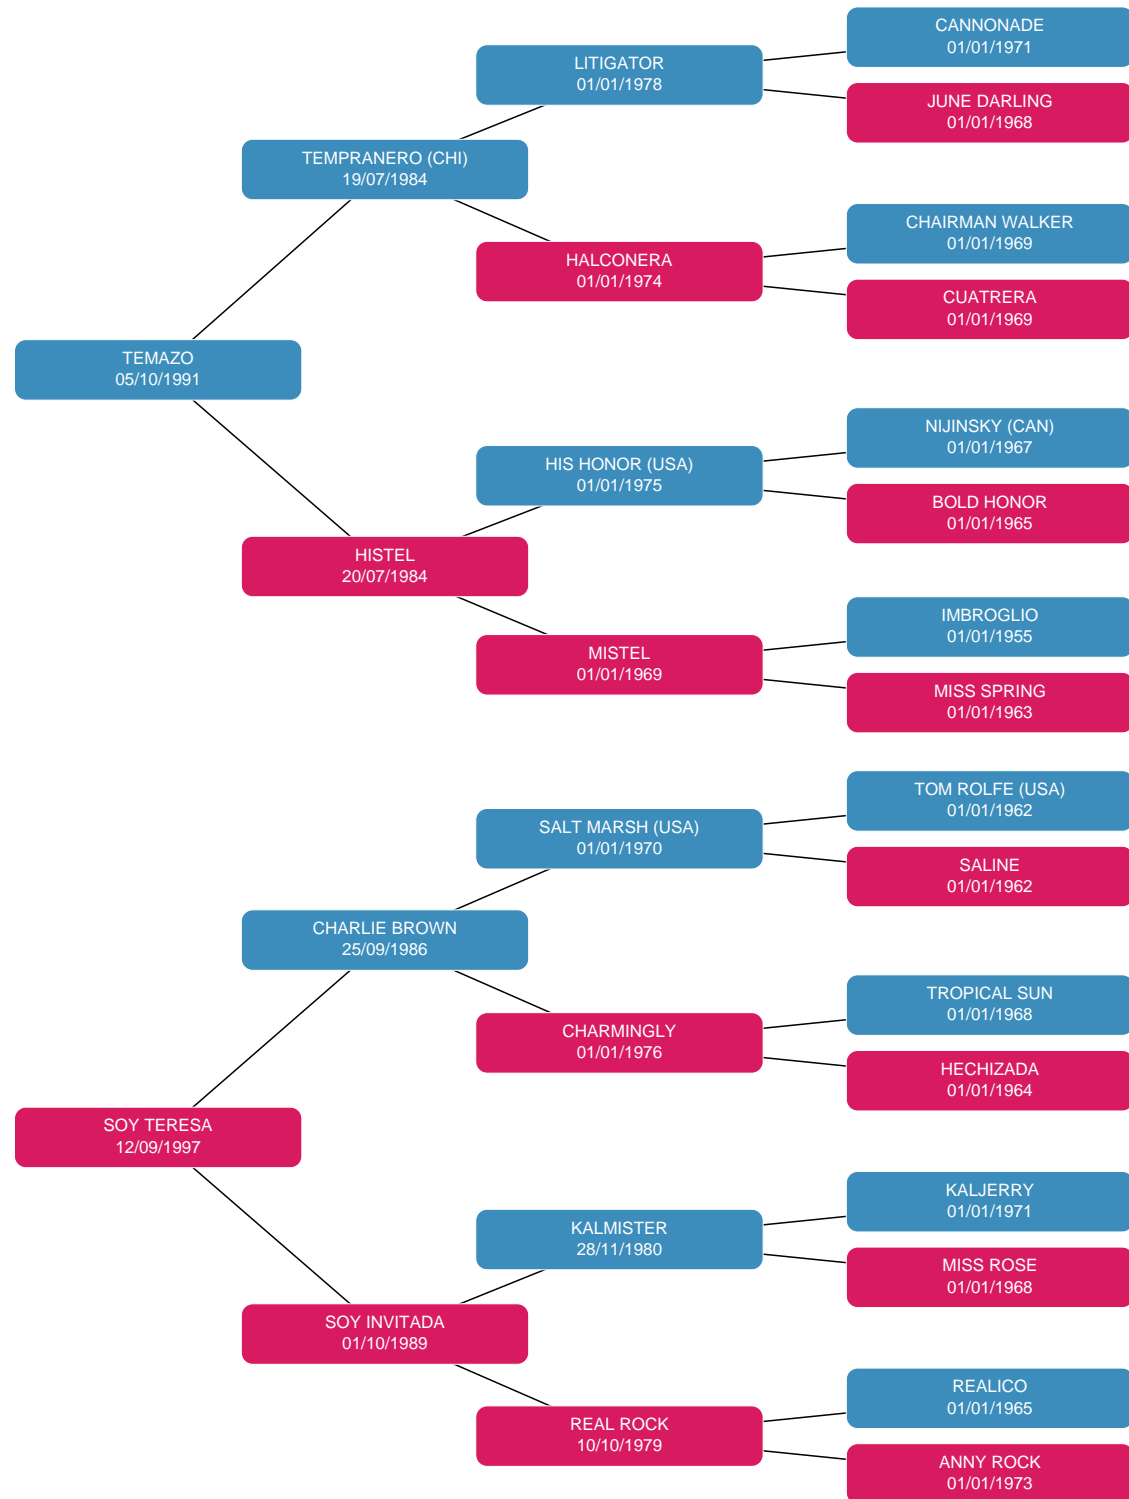 CANNONADE
01/01/1971
LITIGATOR
01/01/1978
JUNE DARLING
01/01/1968
TEMPRANERO (CHI)
19/07/1984
CHAIRMAN WALKER
01/01/1969
HALCONERA
01/01/1974
CUATRERA
01/01/1969
TEMAZO
05/10/1991
NIJINSKY (CAN)
01/01/1967
HIS HONOR (USA)
01/01/1975
BOLD HONOR
01/01/1965
HISTEL
20/07/1984
IMBROGLIO
01/01/1955
MISTEL
01/01/1969
MISS SPRING
01/01/1963
TOM ROLFE (USA)
01/01/1962
SALT MARSH (USA)
01/01/1970
SALINE
01/01/1962
CHARLIE BROWN
25/09/1986
TROPICAL SUN
01/01/1968
CHARMINGLY
01/01/1976
HECHIZADA
01/01/1964
SOY TERESA
12/09/1997
KALJERRY
01/01/1971
KALMISTER
28/11/1980
MISS ROSE
01/01/1968
SOY INVITADA
01/10/1989
REALICO
01/01/1965
REAL ROCK
10/10/1979
ANNY ROCK
01/01/1973